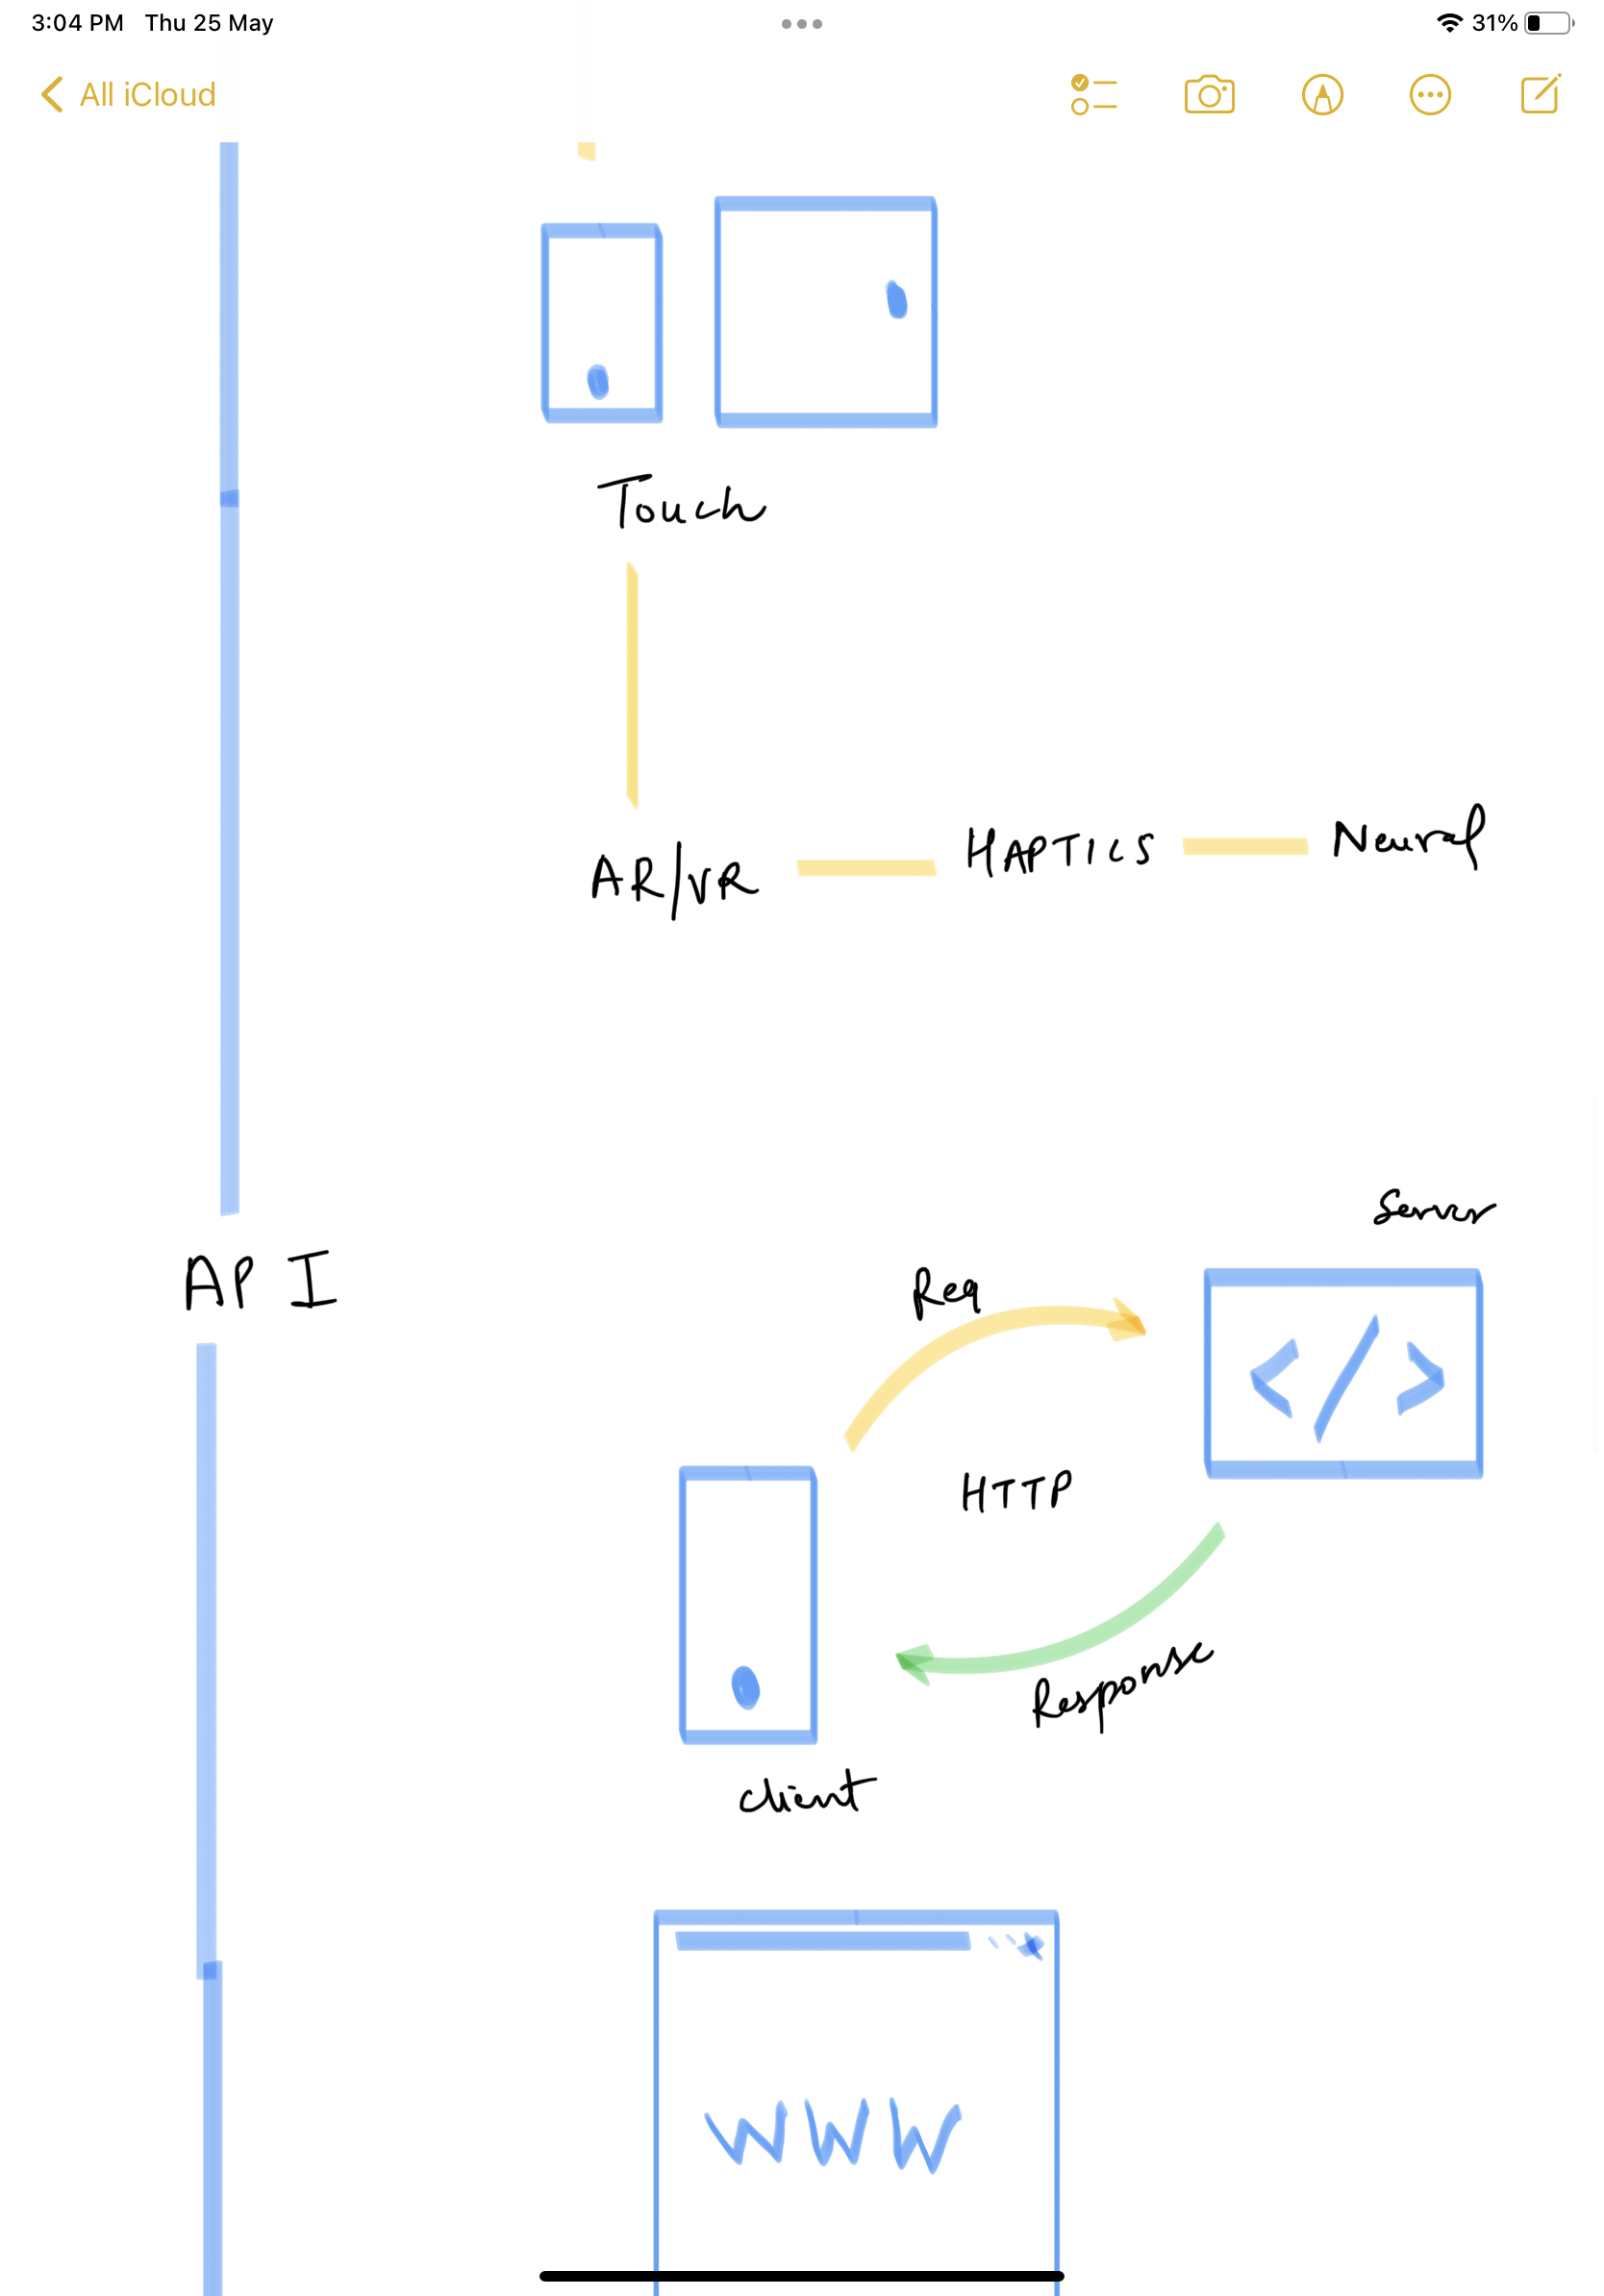 3:04 PM Thu 25 May 31%
All iCloud
Touch
AR/VR HAPTICS Neural
Server
API
Req
</>
HTTP
Response
client
WWW